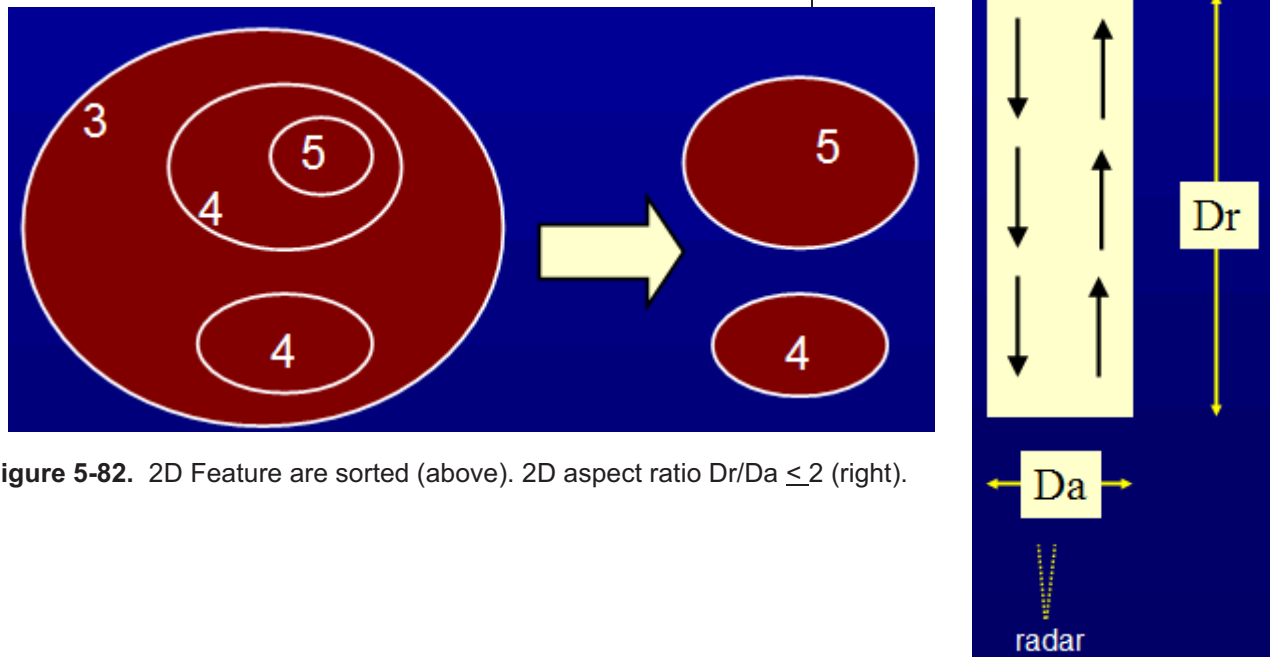 3
5
4
4
5
4
igure 5-82. 2D Feature are sorted (above). 2D aspect ratio Dr/Da < 2 (right).
Dr
Da
radar